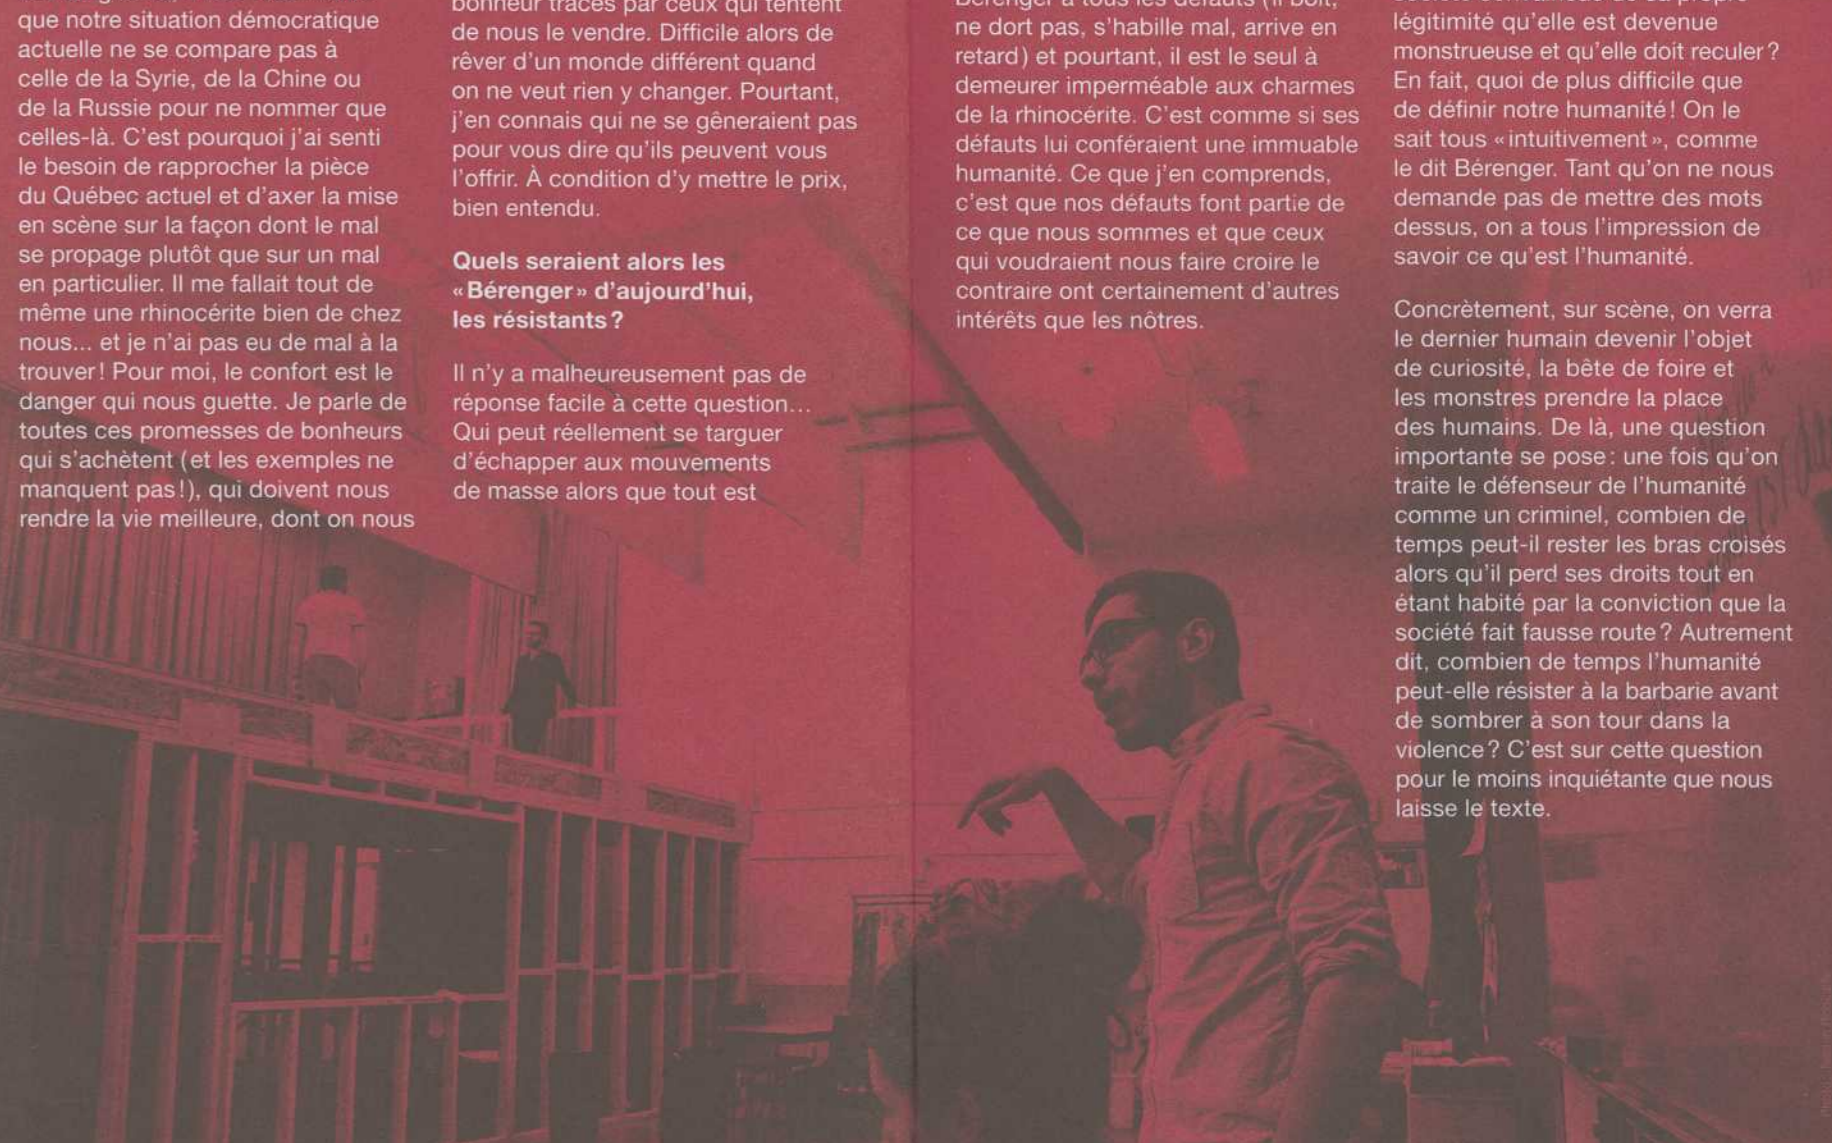 que notre situation démocratique
actuelle ne se compare pas à
celle de la Syrie, de la Chine ou
de la Russie pour ne nommer que
celles-là. C'est pourquoi j'ai senti
le besoin de rapprocher la pièce
du Québec actuel et d'axer la mise
en scène sur la façon dont le mal
se propage plutôt que sur un mal
en particulier. Il me fallait tout de
même une rhinocérite bien de chez
nous... et je n'ai pas eu de mal à la
trouver! Pour moi, le confort est le
danger qui nous guette. Je parle de
toutes ces promesses de bonheurs
qui s'achètent (et les exemples ne
manquent pas!), qui doivent nous
rendre la vie meilleure, dont on nous
bonheur tracés par ceux qui tentent
de nous le vendre. Difficile alors de
rêver d'un monde différent quand
on ne veut rien y changer. Pourtant,
j'en connais qui ne se gêneraient pas
pour vous dire qu'ils peuvent vous
l'offrir. À condition d'y mettre le prix,
bien entendu.
Quels seraient alors les
«Bérenger» d'aujourd'hui,
les résistants?
Il n'y a malheureusement pas de
réponse facile à cette question...
Qui peut réellement se targuer
d'échapper aux mouvements
de masse alors que tout est
Bérenger a tous les défauts (il boit,
ne dort pas, s'habille mal, arrive en
retard) et pourtant, il est le seul à
demeurer imperméable aux charmes
de la rhinocérite. C'est comme si ses
défauts lui conféraient une immuable
humanité. Ce que j'en comprends,
c'est que nos défauts font partie de
ce que nous sommes et que ceux
qui voudraient nous faire croire le
contraire ont certainement d'autres
intérêts que les nôtres.
légitimité qu'elle est devenue
monstrueuse et qu'elle doit reculer?
En fait, quoi de plus difficile que
de définir notre humanité! On le
sait tous «intuitivement», comme
le dit Bérenger. Tant qu'on ne nous
demande pas de mettre des mots
dessus, on a tous l'impression de
savoir ce qu'est l'humanité.
Concrètement, sur scène, on verra
le dernier humain devenir l'objet
de curiosité, la bête de foire et
les monstres prendre la place
des humains. De là, une question
importante se pose: une fois qu'on
traite le défenseur de l'humanité
comme un criminel, combien de
temps peut-il rester les bras croisés
alors qu'il perd ses droits tout en
étant habité par la conviction que la
société fait fausse route? Autrement
dit, combien de temps l'humanité
peut-elle résister à la barbarie avant
de sombrer à son tour dans la
violence? C'est sur cette question
pour le moins inquiétante que nous
laisse le texte.